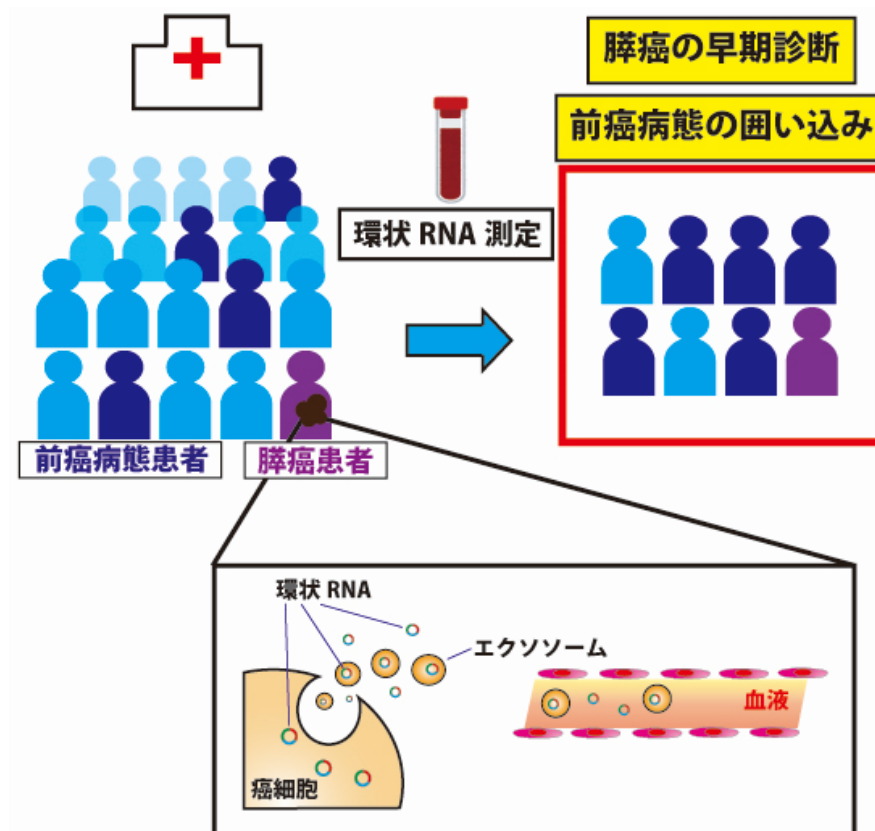 膵癌の早期診断
前癌病態の囲い込み
環状 RNA 測定
前癌病態患者
膵癌患者
環状 RNA
エクソソーム
血液
癌細胞